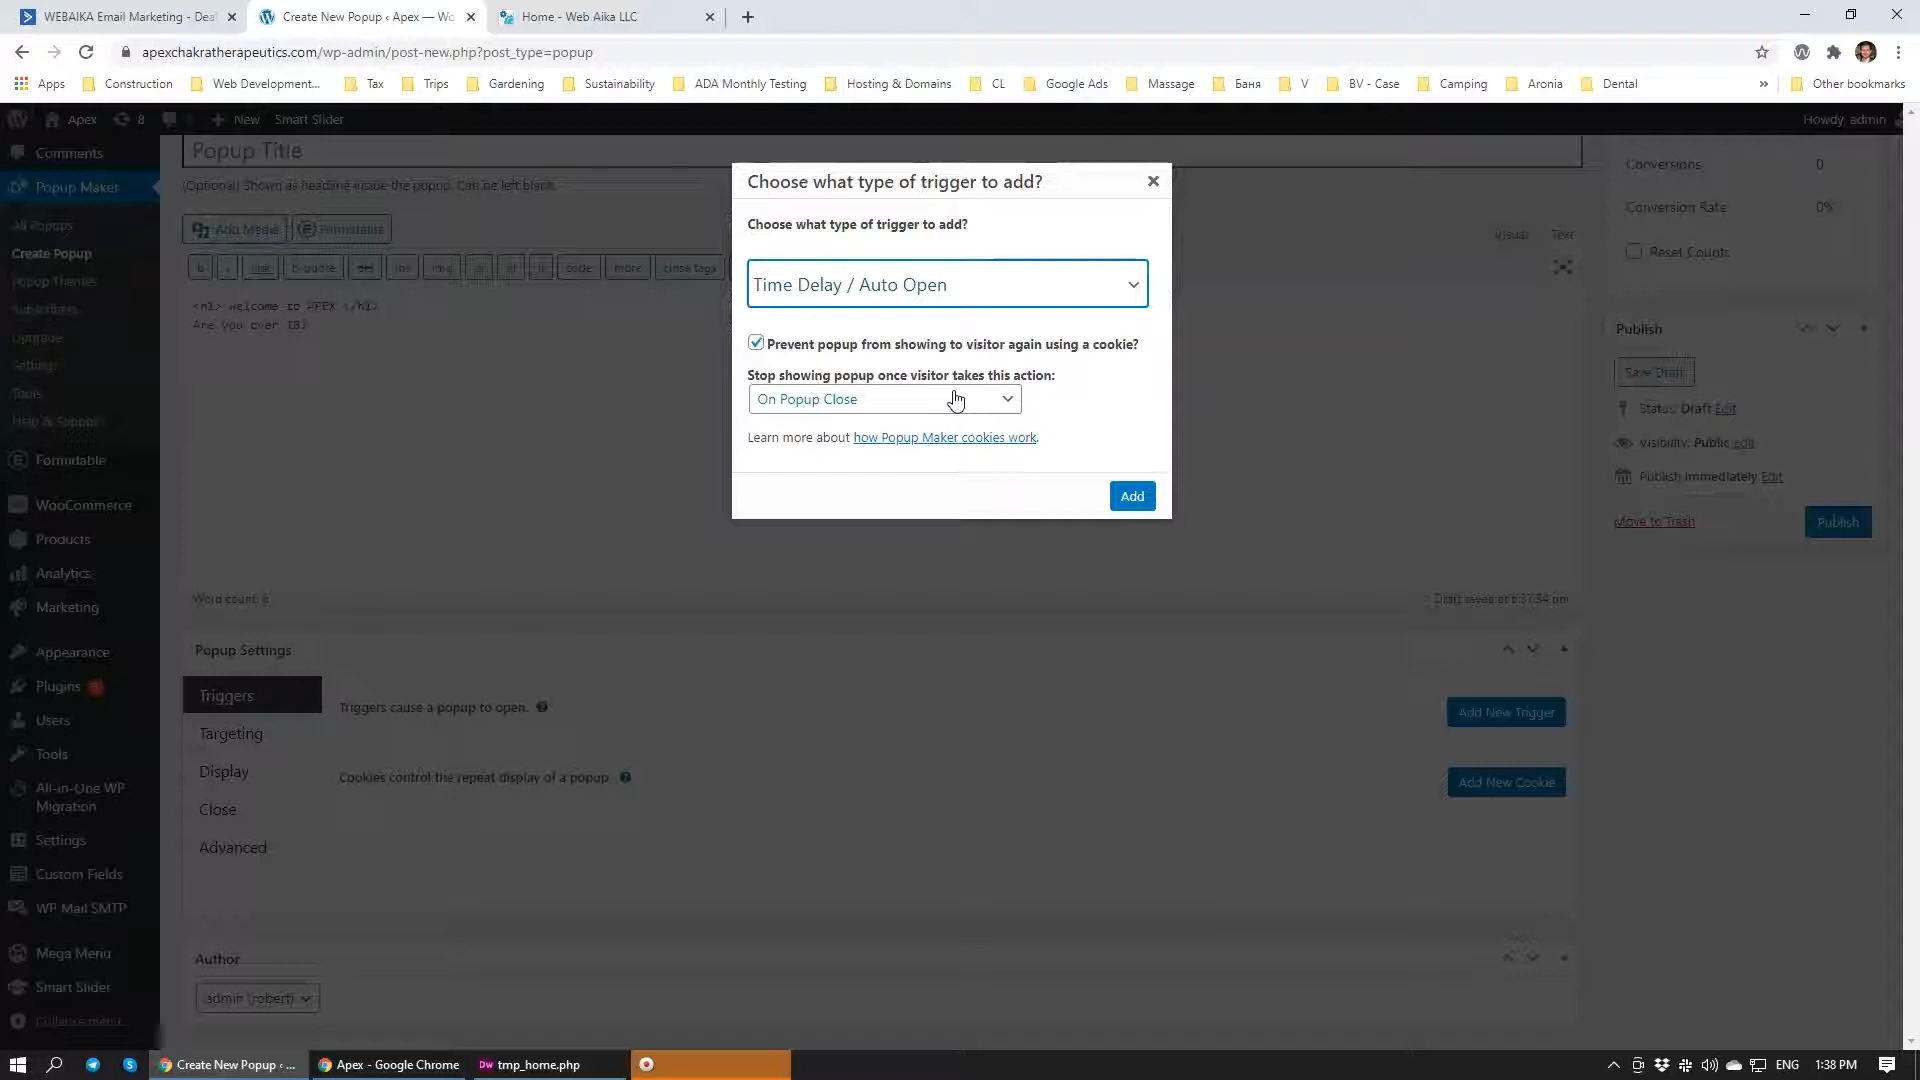 WEBAIKA Email Marketing - Dea
Create New Popup ‹ Apex — Wo
Home - Web Aika LLC
apexchakratherapeutics.com/wp-admin/post-new.php?post_type=popup
Apps
Construction
Web Development...
Tax
Trips
Gardening
Sustainability
ADA Monthly Testing
Hosting & Domains
CL
Google Ads
Massage
Баня
V
BV - Case
Camping
Aronia
Dental
»
Other bookmarks
Apex
8
New
Smart Slider
Howdy, admin
Comments
Popup Maker
All Popups
Create Popup
Popup Themes
Subscribers
Upgrade
Settings
Tools
Help & Support
Formidable
WooCommerce
Products
Analytics
Marketing
Appearance
Plugins
Users
Tools
All-in-One WP
Migration
Settings
Custom Fields
WP Mail SMTP
Mega Menu
Smart Slider
Collapse menu
Popup Title
(Optional) Shown as headline inside the popup. Can be left blank.
Add Media
Formidable
Visual
Text
b
i
link
b-quote
del
ins
img
ul
ol
li
code
more
close tags
<h1> Welcome to APEX </h1>
Are you over 18?
Choose what type of trigger to add?
Choose what type of trigger to add?
Time Delay / Auto Open
Prevent popup from showing to visitor again using a cookie?
Stop showing popup once visitor takes this action:
On Popup Close
Learn more about how Popup Maker cookies work.
Add
Conversions
0
Conversion Rate
0%
Reset Counts
Publish
Save Draft
Status: Draft Edit
Visibility: Public Edit
Publish immediately Edit
Move to Trash
Publish
Popup Settings
Triggers
Targeting
Display
Close
Advanced
Triggers cause a popup to open.
Add New Trigger
Cookies control the repeat display of a popup
Add New Cookie
Author
admin (robert)
Create New Popup ‹ ...
Apex - Google Chrome
Dw tmp_home.php
ENG
1:38 PM